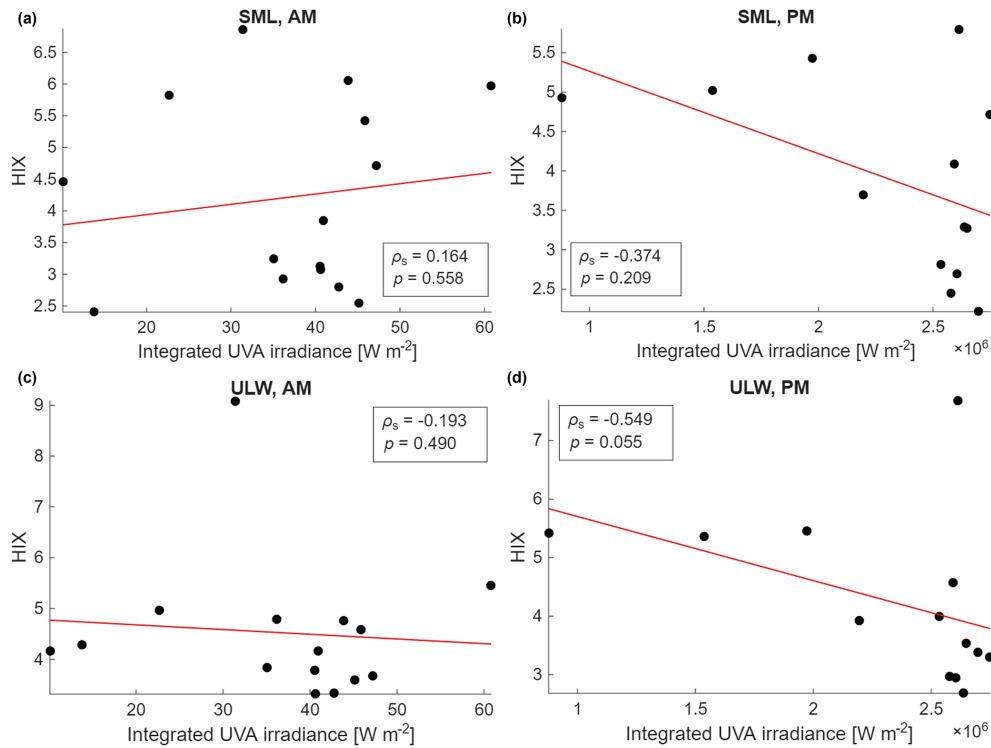 (a)
SML, AM
HIX
6.5
6
5.5
5
4.5
4
3.5
3
2.5
20
30
40
50
60
ρs = 0.164
p = 0.558
Integrated UVA irradiance [W m-2]
(b)
SML, PM
HIX
5.5
5
4.5
4
3.5
3
2.5
1
1.5
2
2.5
×10^6
ρs = -0.374
p = 0.209
Integrated UVA irradiance [W m-2]
(c)
ULW, AM
HIX
9
8
7
6
5
4
10
20
30
40
50
60
ρs = -0.193
p = 0.490
Integrated UVA irradiance [W m-2]
(d)
ULW, PM
HIX
7
6
5
4
3
1
1.5
2
2.5
×10^6
ρs = -0.549
p = 0.055
Integrated UVA irradiance [W m-2]